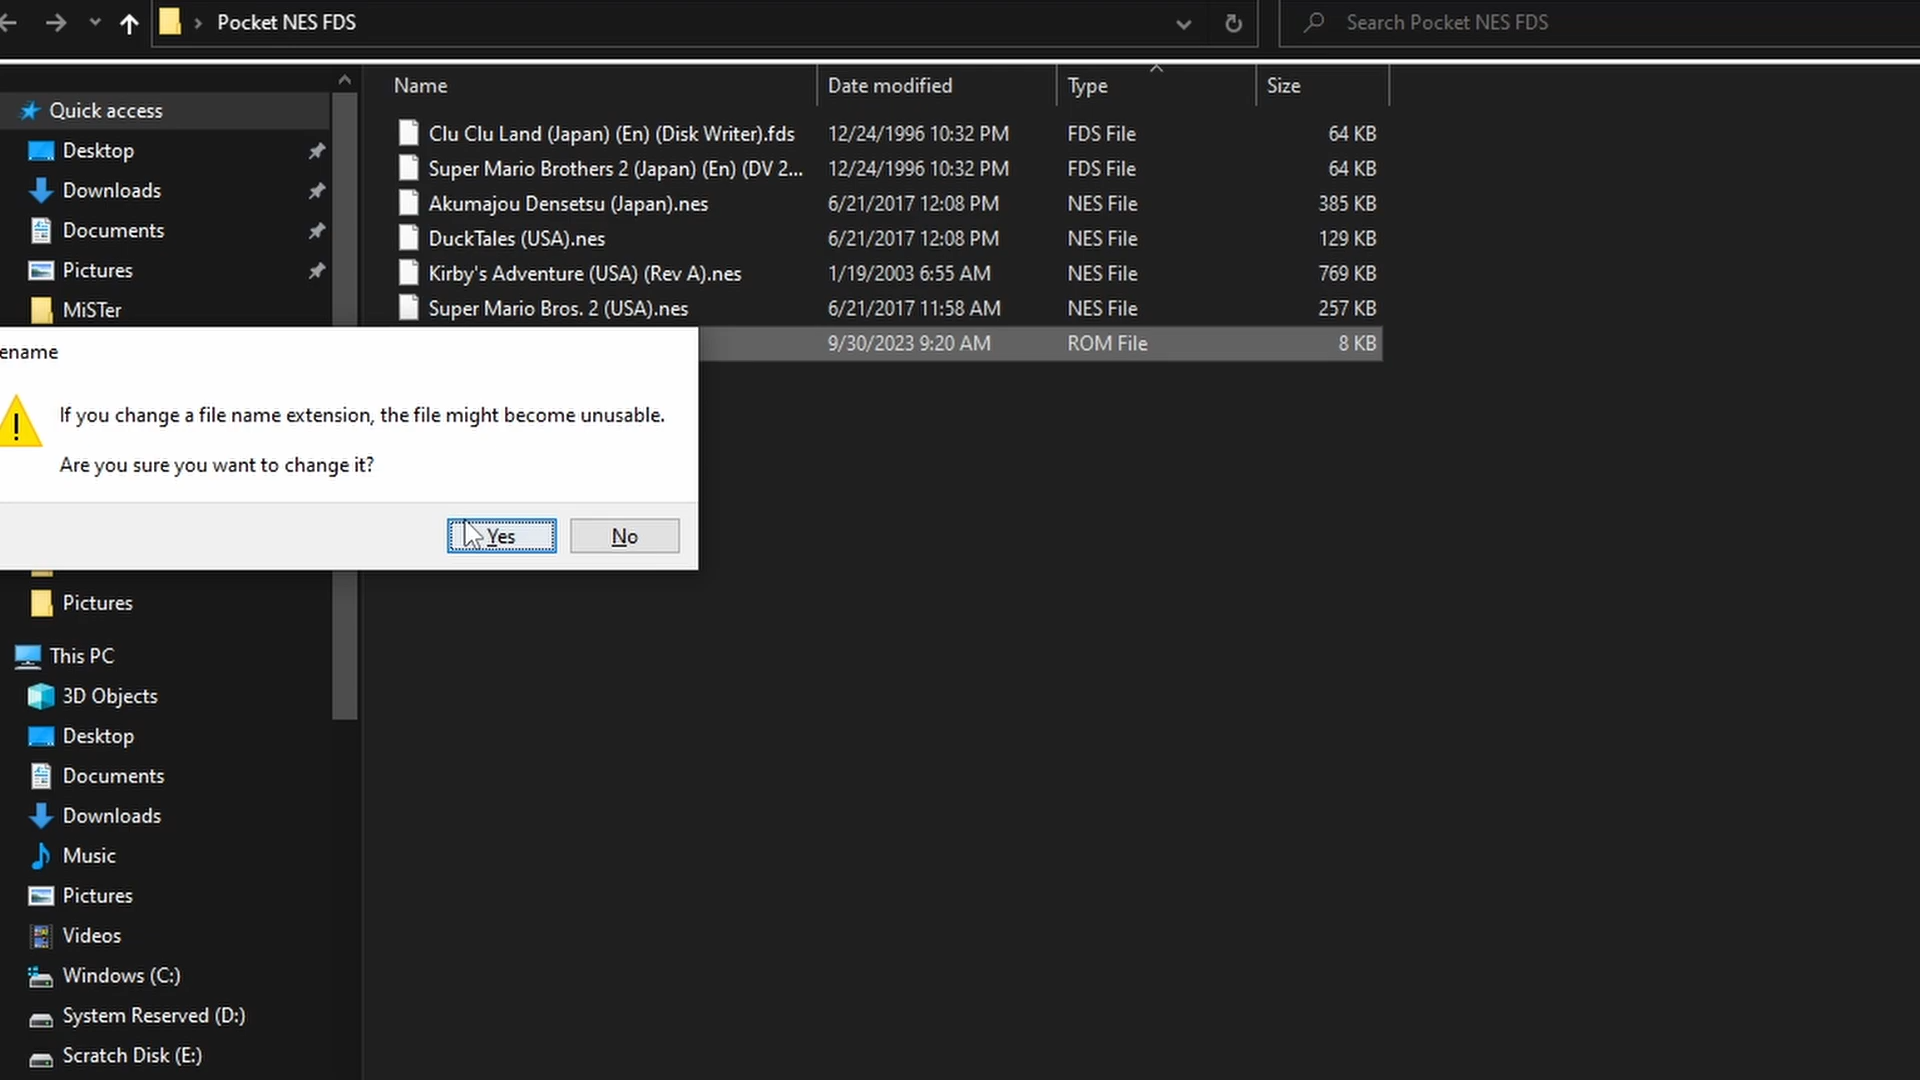 Pocket NES FDS
Search Pocket NES FDS
Name Date modified Type Size
Quick access
Desktop
Downloads
Documents
Pictures
MiSTer
Clu Clu Land (Japan) (En) (Disk Writer).fds 12/24/1996 10:32 PM FDS File 64 KB
Super Mario Brothers 2 (Japan) (En) (DV 2... 12/24/1996 10:32 PM FDS File 64 KB
Akumajou Densetsu (Japan).nes 6/21/2017 12:08 PM NES File 385 KB
DuckTales (USA).nes 6/21/2017 12:08 PM NES File 129 KB
Kirby's Adventure (USA) (Rev A).nes 1/19/2003 6:55 AM NES File 769 KB
Super Mario Bros. 2 (USA).nes 6/21/2017 11:58 AM NES File 257 KB
9/30/2023 9:20 AM ROM File 8 KB
ename
If you change a file name extension, the file might become unusable.
Are you sure you want to change it?
Yes No
Pictures
This PC
3D Objects
Desktop
Documents
Downloads
Music
Pictures
Videos
Windows (C:)
System Reserved (D:)
Scratch Disk (E:)